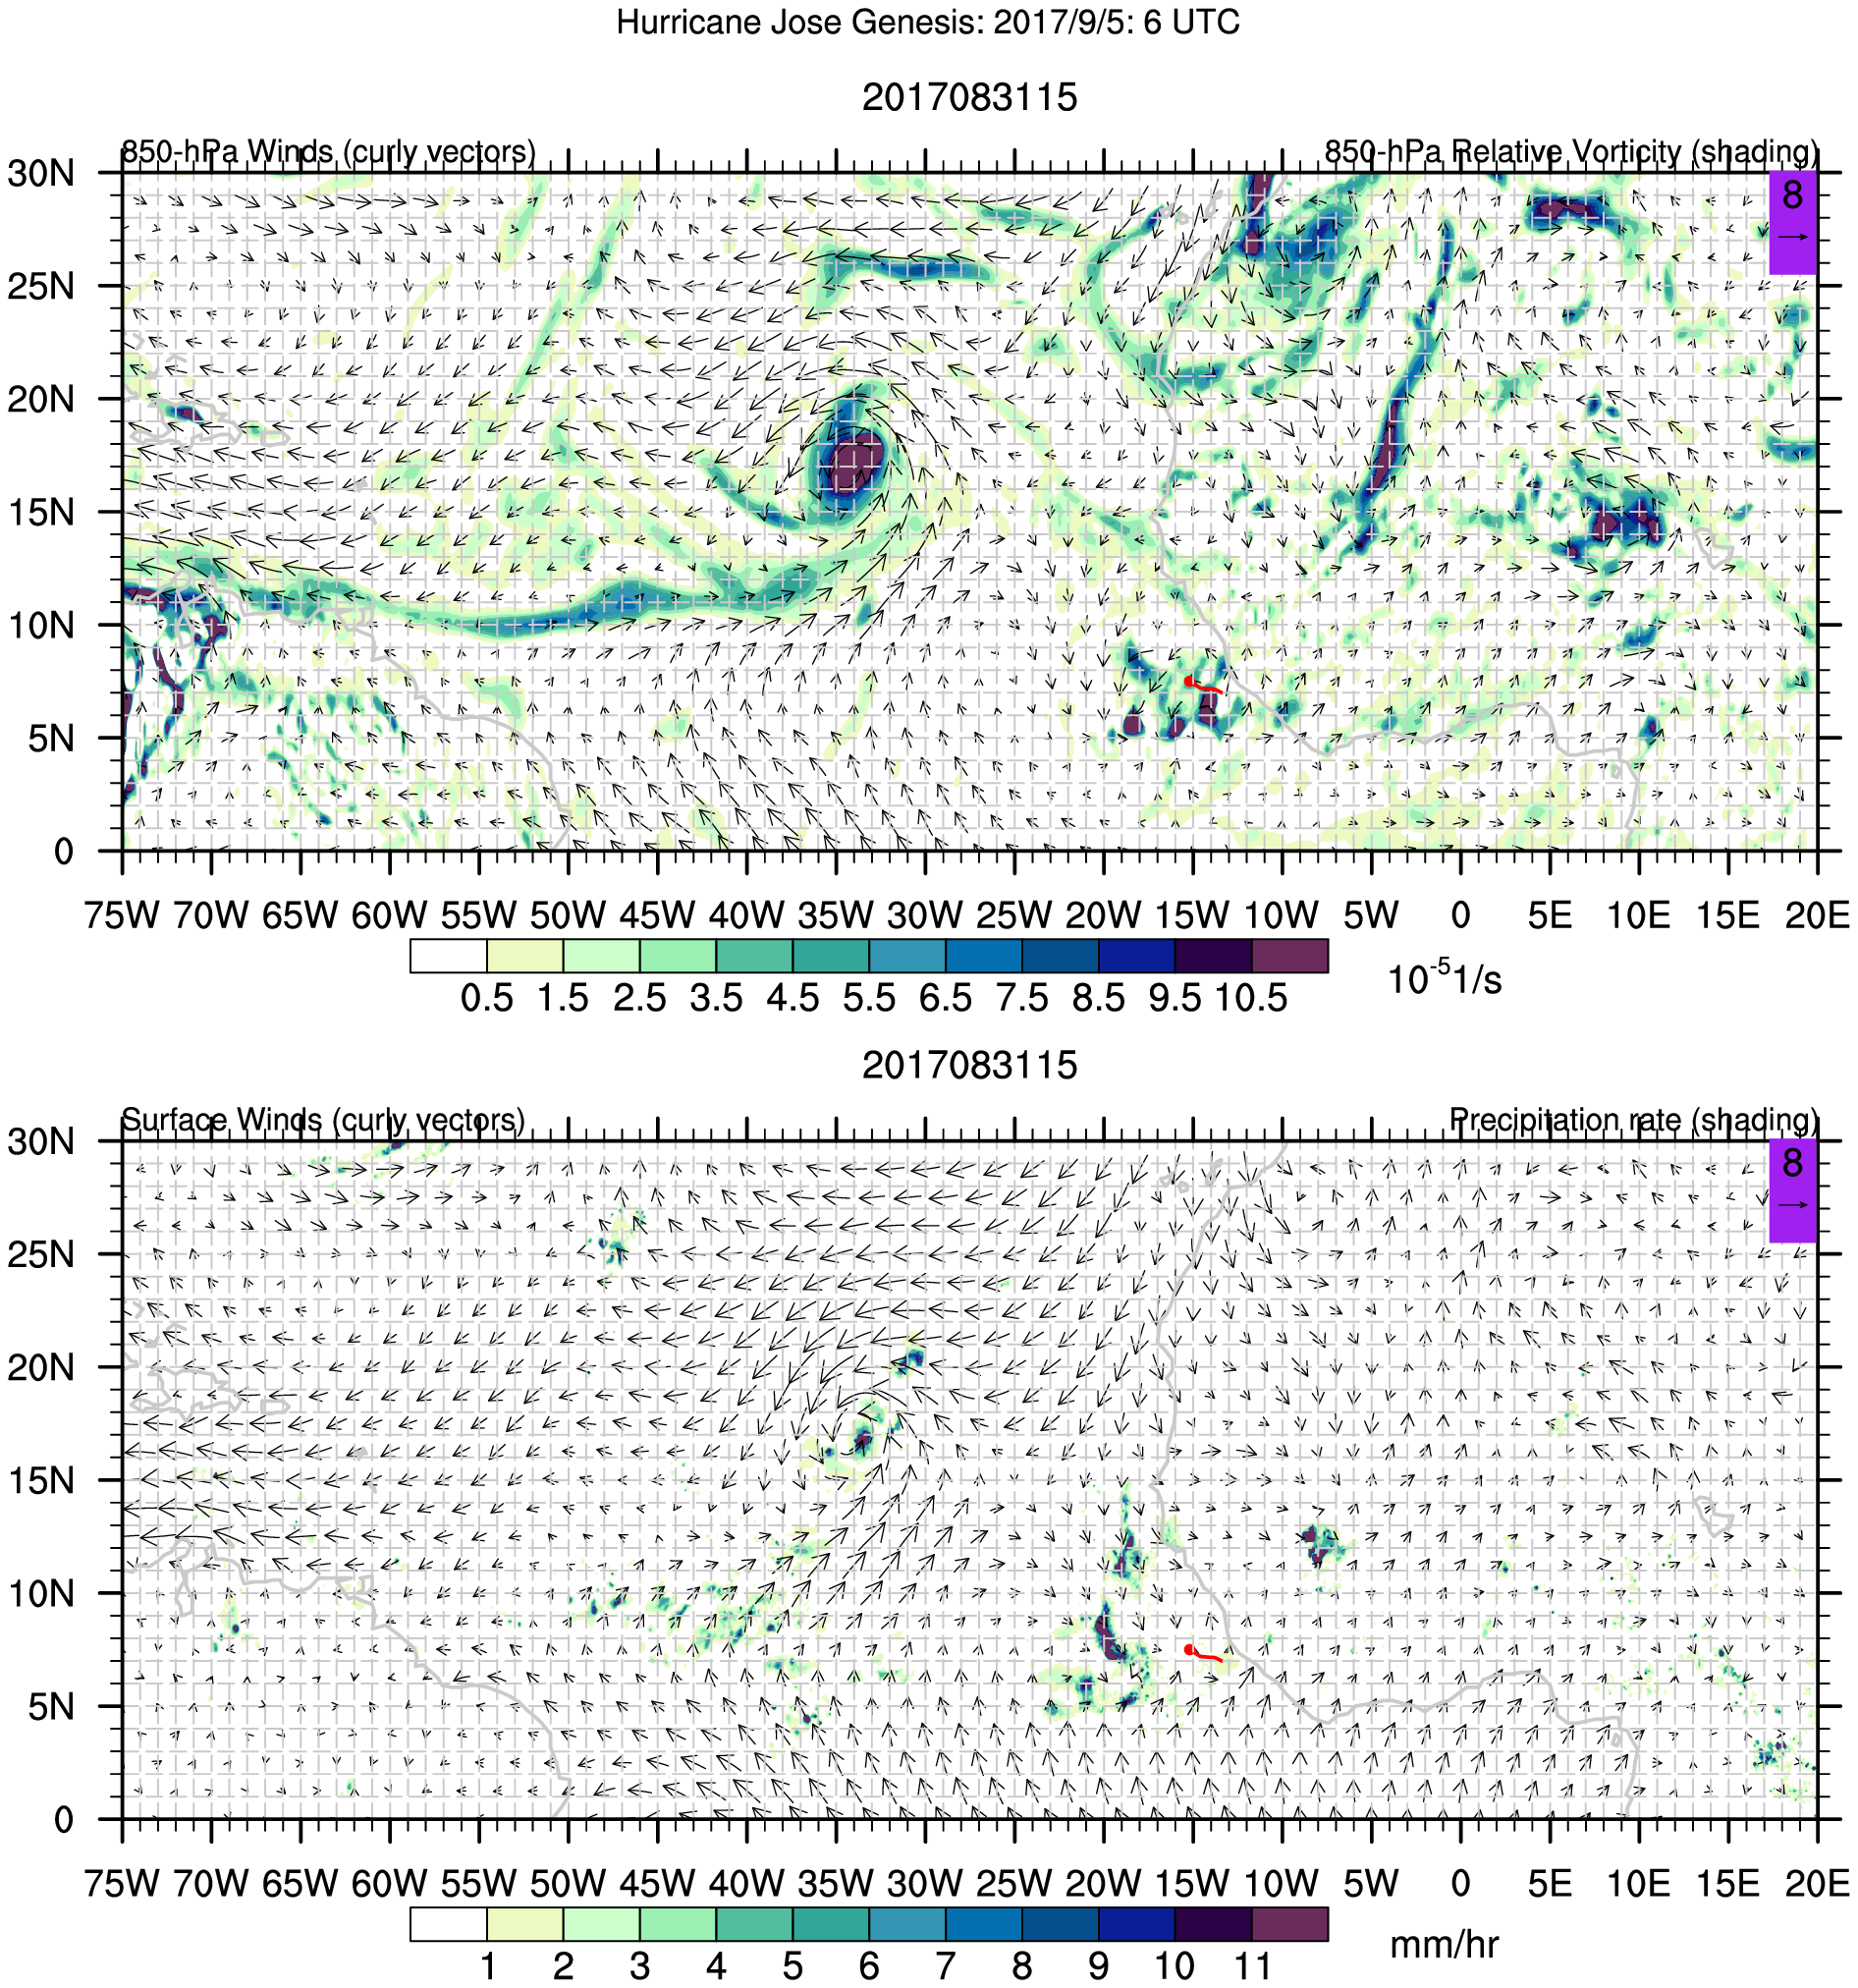 Hurricane Jose Genesis: 2017/9/5: 6 UTC
2017083115
850-hPa Winds (curly vectors) 850-hPa Relative Vorticity (shading)
30N
8
25N
20N
15N
10N
5N
0
75W 70W 65W 60W 55W 50W 45W 40W 35W 30W 25W 20W 15W 10W 5W 0 5E 10E 15E 20E
0.5 1.5 2.5 3.5 4.5 5.5 6.5 7.5 8.5 9.5 10.5
10⁻⁵1/s
2017083115
Surface Winds (curly vectors) Precipitation rate (shading)
30N
8
25N
20N
15N
10N
5N
0
75W 70W 65W 60W 55W 50W 45W 40W 35W 30W 25W 20W 15W 10W 5W 0 5E 10E 15E 20E
1 2 3 4 5 6 7 8 9 10 11
mm/hr